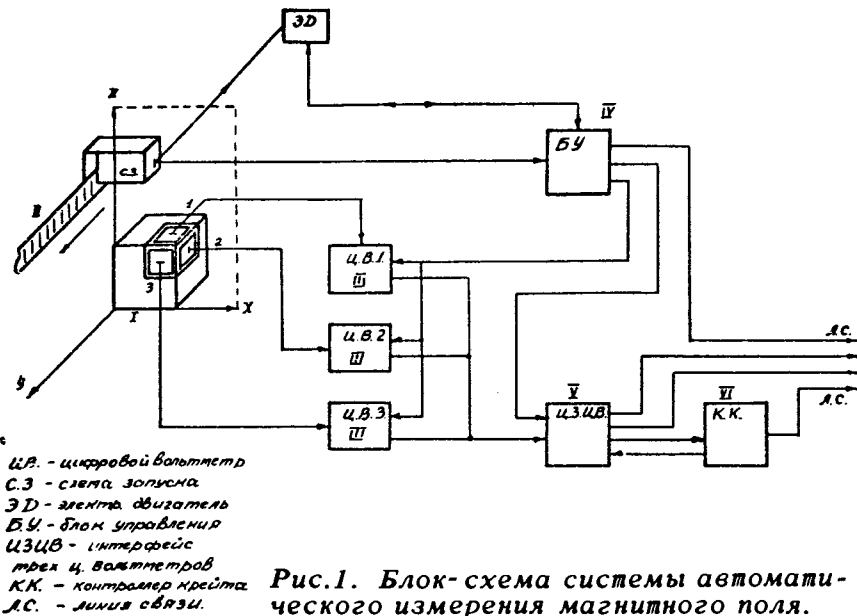 ЭД
IV
Б.У
Z
С.З.
II
1
2
3
I
X
У
Ц.В.1.
III
Ц.В.2
III
Ц.В.3
III
V
И.З.ЦВ.
VI
К.К.
Л.С.
Л.С.
Ц.В. - цифровой вольтметр
С.З - схема запуска
ЭД - электр. двигатель
Б.У. - блок управления
ИЗЦВ - интерфейс
трех ц. вольтметров
К.К. - контроллер крейта
Л.С. - линия связи.
Рис.1. Блок-схема системы автомати-
ческого измерения магнитного поля.